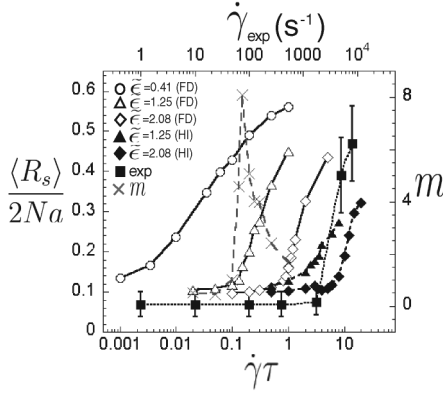 γ̇exp (s⁻¹)
1 10 100 1000 10⁴
0.6
0.5
0.4
0.3
0.2
0.1
0
⟨Rs⟩
2Na
ε̃=0.41 (FD)
ε̃=1.25 (FD)
ε̃=2.08 (FD)
ε̃=1.25 (HI)
ε̃=2.08 (HI)
exp
m
8
4
0
m
0.001 0.01 0.1 1 10
γ̇τ